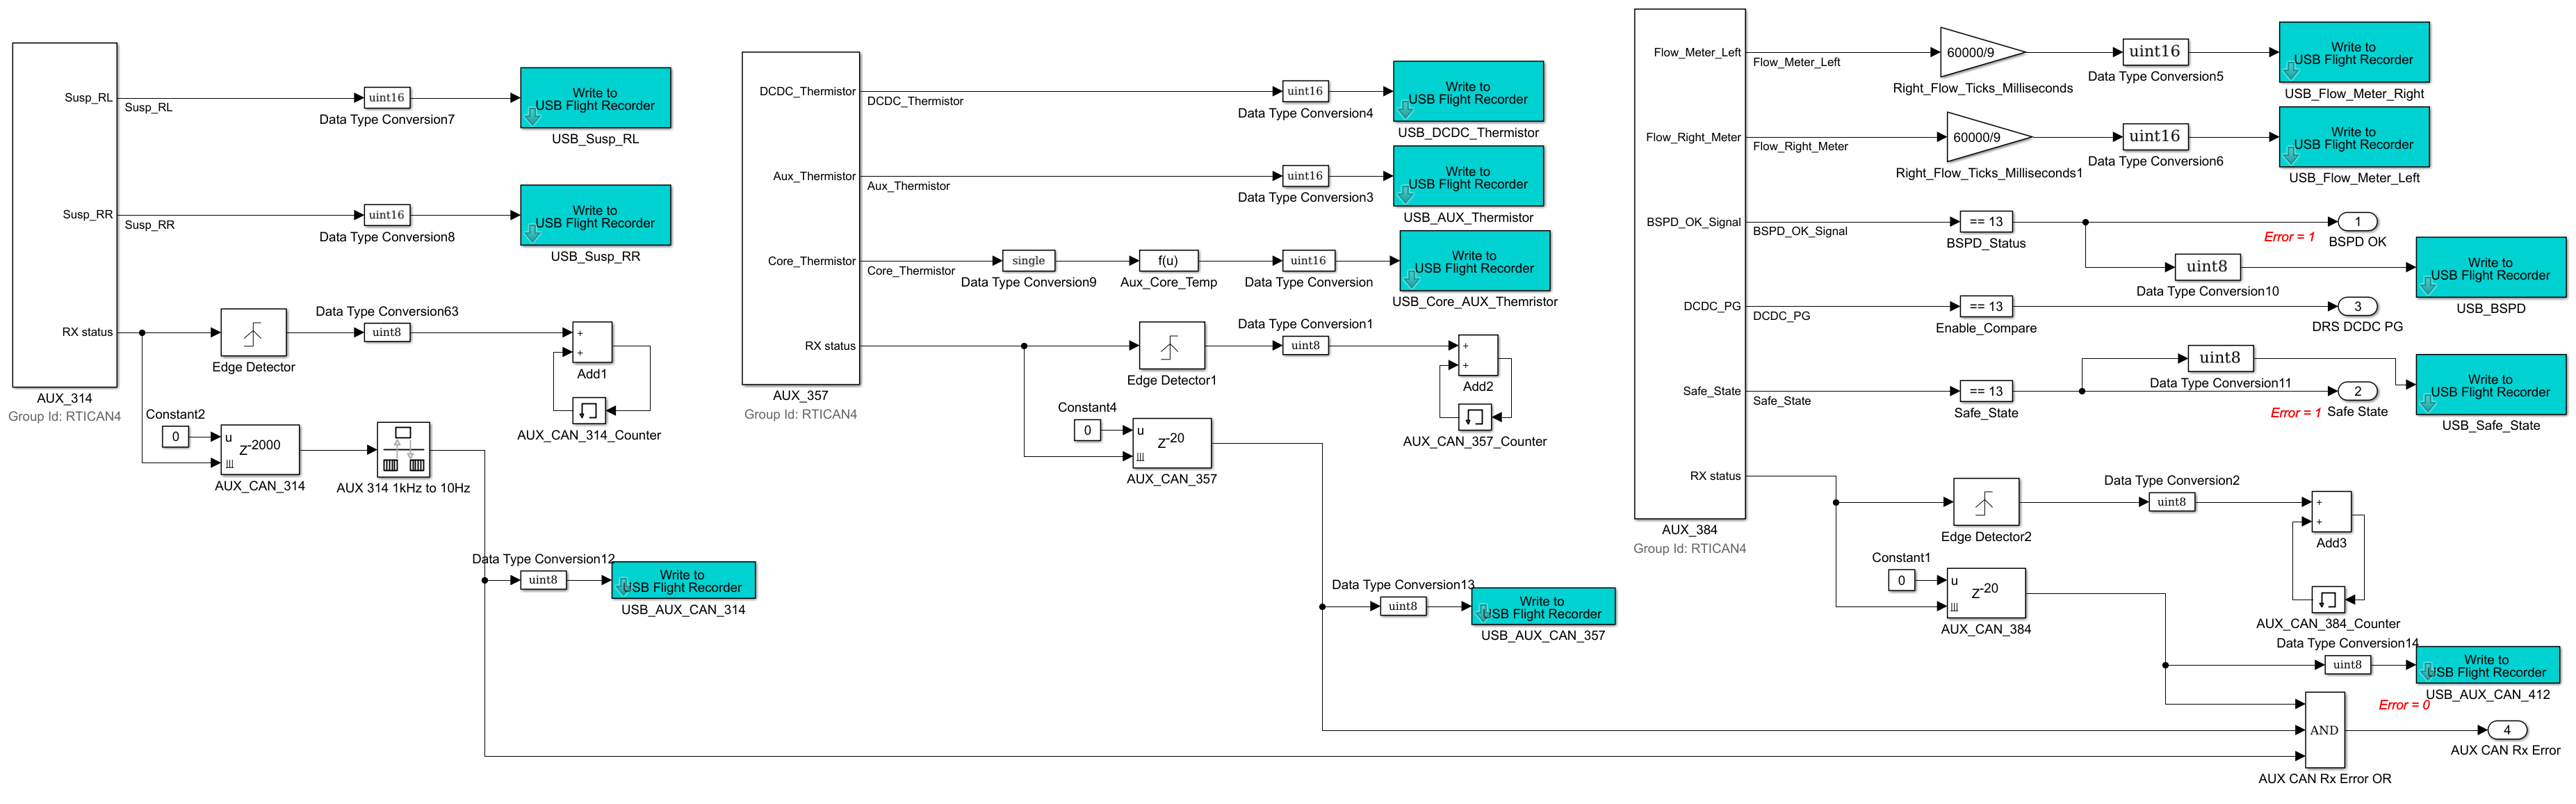 Susp_RL
Susp_RL
uint16
Data Type Conversion7
Write to
USB Flight Recorder
USB_Susp_RL
Susp_RR
Susp_RR
uint16
Data Type Conversion8
Write to
USB Flight Recorder
USB_Susp_RR
RX status
Edge Detector
Data Type Conversion63
uint8
+
+
Add1
AUX_CAN_314_Counter
AUX_314
Group Id: RTICAN4
Constant2
0
u
Z-2000
AUX_CAN_314
AUX 314 1kHz to 10Hz
Data Type Conversion12
uint8
Write to
USB Flight Recorder
USB_AUX_CAN_314
DCDC_Thermistor
DCDC_Thermistor
uint16
Data Type Conversion4
Write to
USB Flight Recorder
USB_DCDC_Thermistor
Aux_Thermistor
Aux_Thermistor
uint16
Data Type Conversion3
Write to
USB Flight Recorder
USB_AUX_Thermistor
Core_Thermistor
Core_Thermistor
single
Data Type Conversion9
f(u)
Aux_Core_Temp
uint16
Data Type Conversion
Write to
USB Flight Recorder
USB_Core_AUX_Themristor
RX status
Edge Detector1
Data Type Conversion1
uint8
+
+
Add2
AUX_CAN_357_Counter
AUX_357
Group Id: RTICAN4
Constant4
0
u
Z-20
AUX_CAN_357
Data Type Conversion13
uint8
Write to
USB Flight Recorder
USB_AUX_CAN_357
Flow_Meter_Left
Flow_Meter_Left
60000/9
Right_Flow_Ticks_Milliseconds
uint16
Data Type Conversion5
Write to
USB Flight Recorder
USB_Flow_Meter_Right
Flow_Right_Meter
Flow_Right_Meter
60000/9
Right_Flow_Ticks_Milliseconds1
uint16
Data Type Conversion6
Write to
USB Flight Recorder
USB_Flow_Meter_Left
BSPD_OK_Signal
BSPD_OK_Signal
== 13
BSPD_Status
Error = 1
1
BSPD OK
uint8
Data Type Conversion10
Write to
USB Flight Recorder
USB_BSPD
DCDC_PG
DCDC_PG
== 13
Enable_Compare
3
DRS DCDC PG
Safe_State
Safe_State
== 13
Safe_State
uint8
Data Type Conversion11
Error = 1
2
Safe State
Write to
USB Flight Recorder
USB_Safe_State
RX status
Edge Detector2
Data Type Conversion2
uint8
+
+
Add3
AUX_CAN_384_Counter
AUX_384
Group Id: RTICAN4
Constant1
0
u
Z-20
AUX_CAN_384
Data Type Conversion14
uint8
Write to
USB Flight Recorder
USB_AUX_CAN_412
Error = 0
AND
AUX CAN Rx Error OR
4
AUX CAN Rx Error